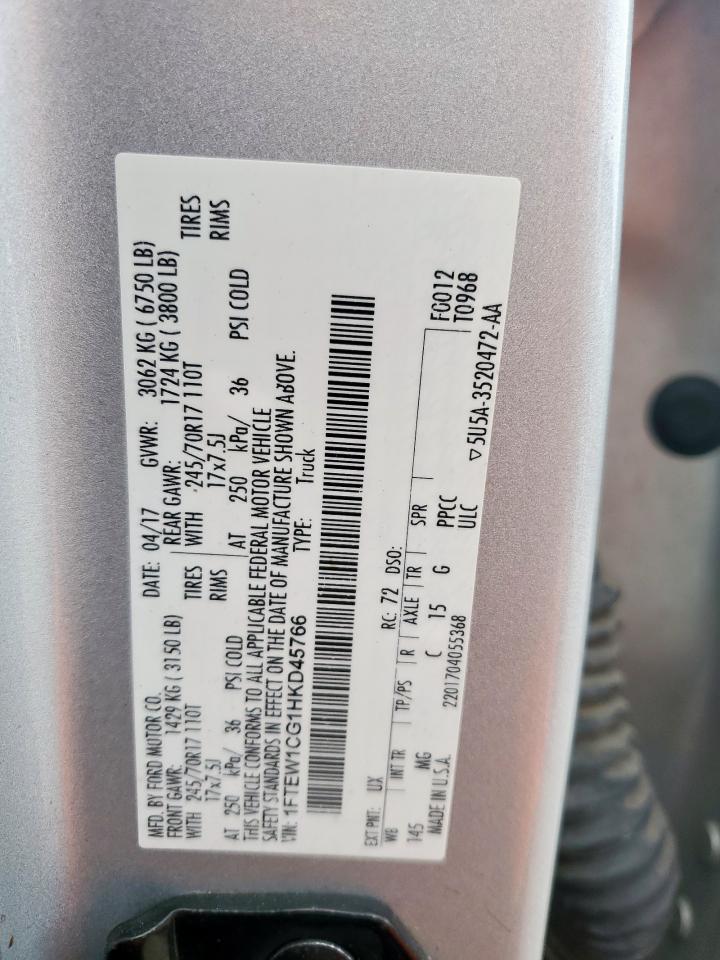 MFD. BY FORD MOTOR CO. DATE: 04/17 GVWR: 3062 KG ( 6750 LB)
FRONT GAWR: 1429 KG ( 3150 LB) REAR GAWR: 1724 KG ( 3800 LB)
WITH 245/70R17 110T TIRES WITH 245/70R17 110T TIRES
17x7.5J RIMS 17x7.5J RIMS
AT 250 kPa/ 36 PSI COLD AT 250 kPa/ 36 PSI COLD
THIS VEHICLE CONFORMS TO ALL APPLICABLE FEDERAL MOTOR VEHICLE
SAFETY STANDARDS IN EFFECT ON THE DATE OF MANUFACTURE SHOWN ABOVE.
VIN: 1FTEW1CG1HKD45766 TYPE: Truck
EXT PNT: UX RC: 72 DSO: F0012
WB INT TR TP/PS R AXLE TR SPR T0968
145 MG C 15 G PPCC
MADE IN U.S.A. 2201704055368 ULC ▽5U5A-3520472-AA